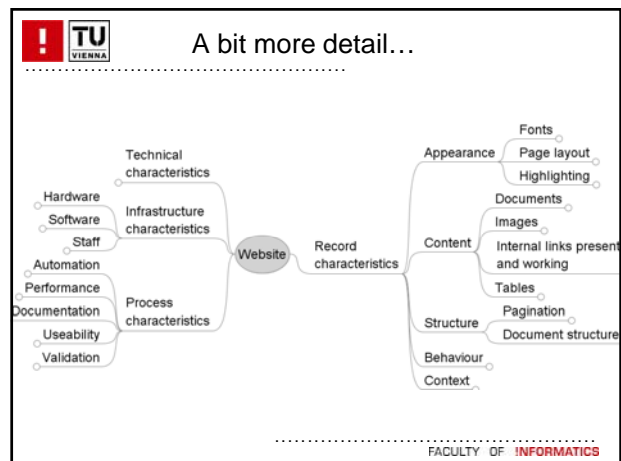 ! TU
VIENNA
A bit more detail…
Technical
characteristics
Hardware
Software
Staff
Infrastructure
characteristics
Automation
Performance
Documentation
Useability
Validation
Process
characteristics
Website
Record
characteristics
Appearance
Fonts
Page layout
Highlighting
Content
Documents
Images
Internal links present
and working
Tables
Structure
Pagination
Document structure
Behaviour
Context
FACULTY OF !NFORMATICS